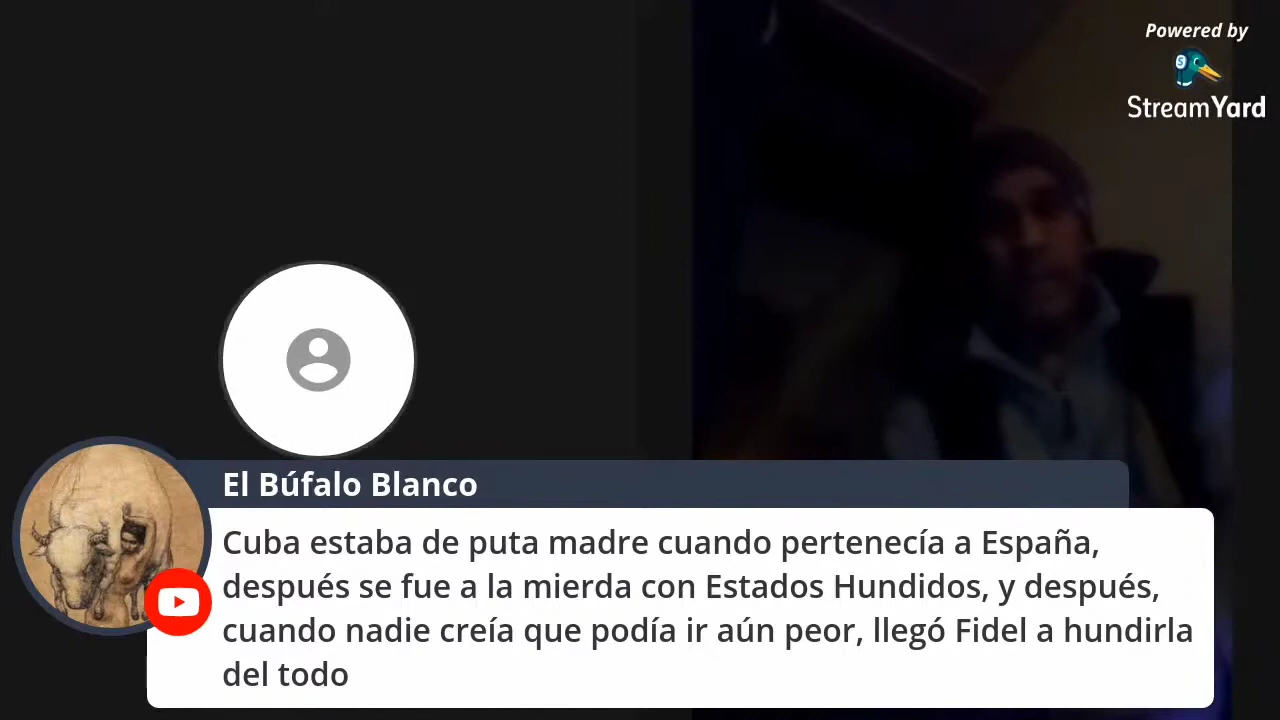 Powered by
StreamYard
El Búfalo Blanco
Cuba estaba de puta madre cuando pertenecía a España,
después se fue a la mierda con Estados Hundidos, y después,
cuando nadie creía que podía ir aún peor, llegó Fidel a hundirla
del todo